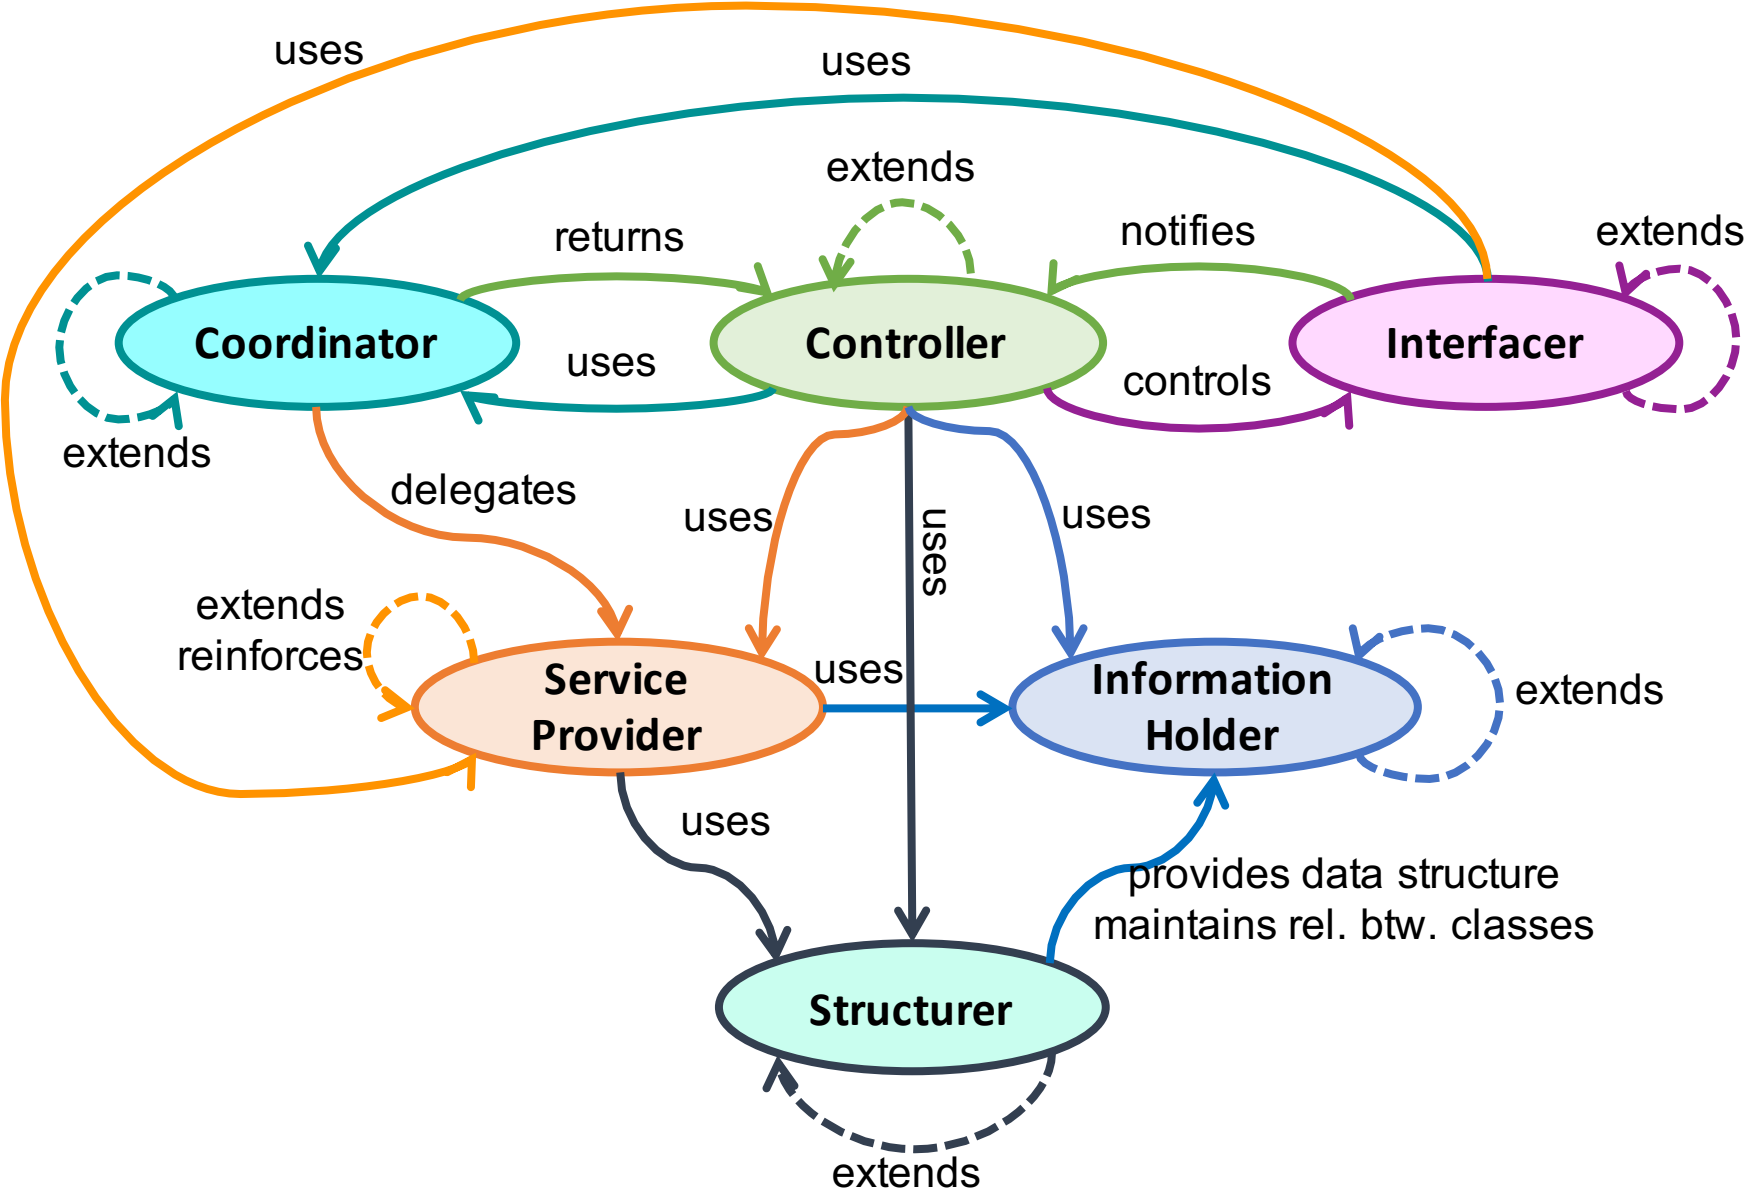 uses
uses
extends
returns
notifies
extends
Coordinator
Controller
Interfacer
uses
controls
extends
delegates
uses
uses
uses
extends
reinforces
uses
Service
Provider
Information
Holder
extends
uses
provides data structure
maintains rel. btw. classes
Structurer
extends